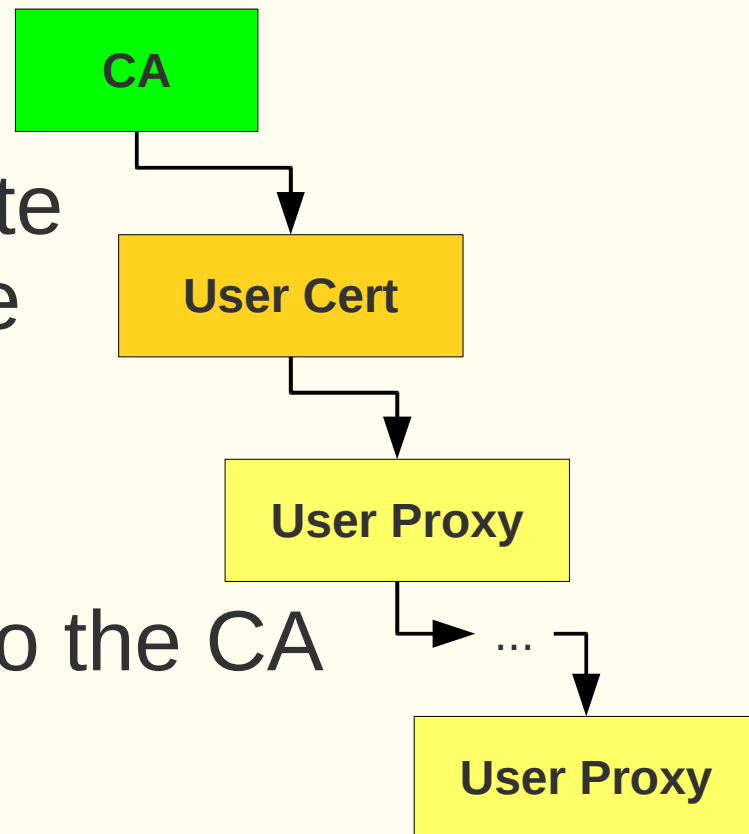 CA
te
User Cert
e
User Proxy
o the CA
...
User Proxy